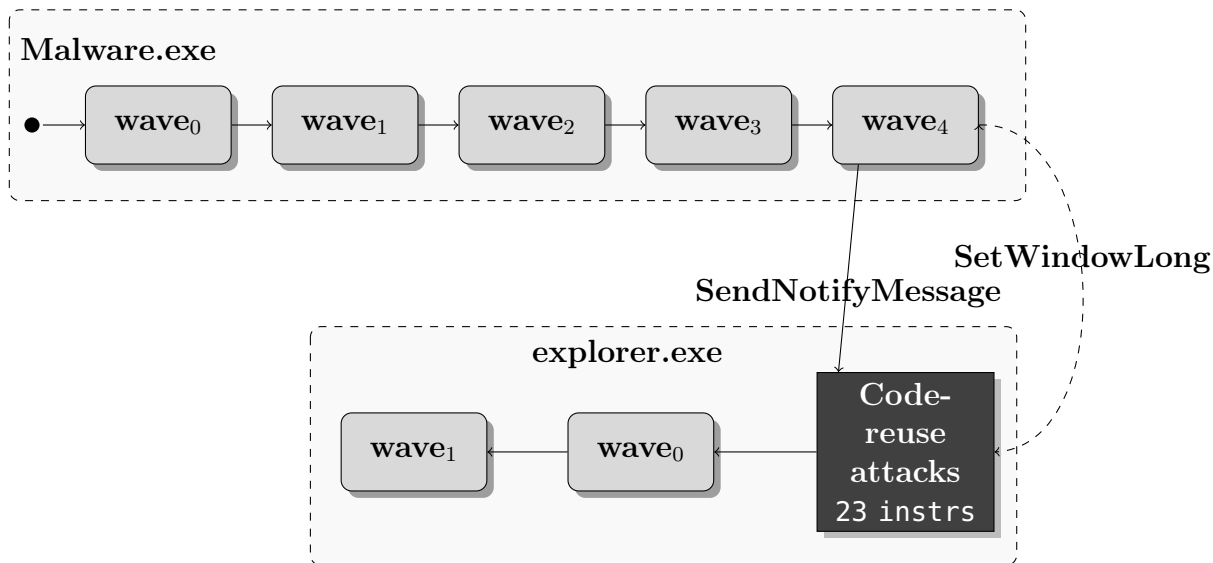 Malware.exe
wave₀
wave₁
wave₂
wave₃
wave₄
SetWindowLong
SendNotifyMessage
explorer.exe
wave₁
wave₀
Code-
reuse
attacks
23 instrs